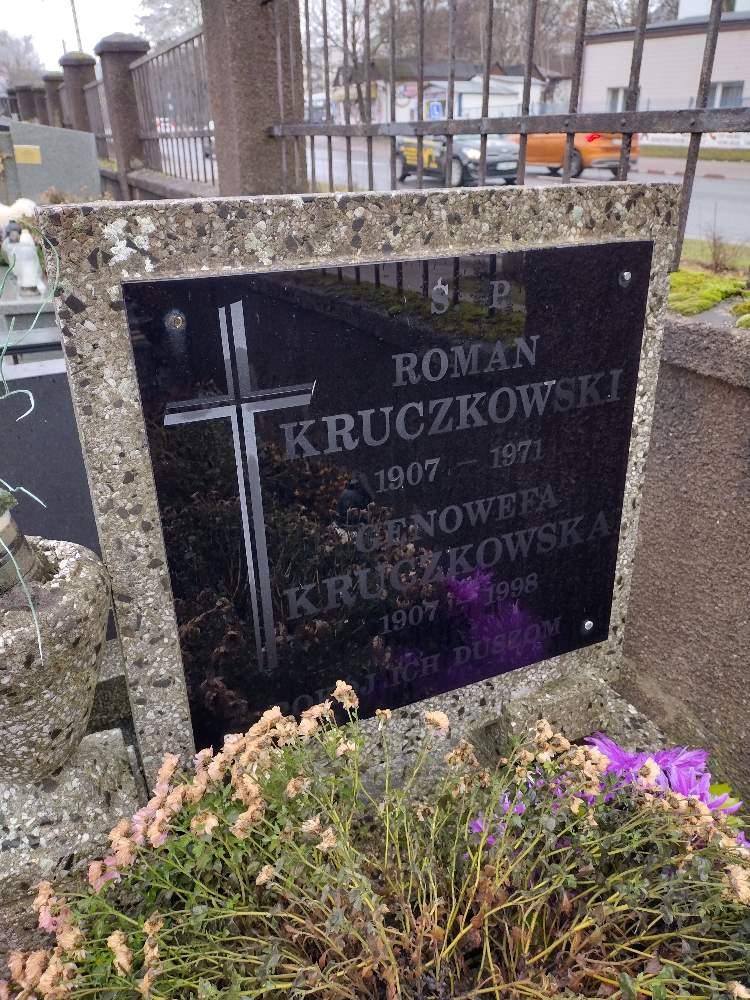 Ś P
ROMAN
KRUCZKOWSKI
1907 – 1971
GENOWEFA
KRUCZKOWSKA
1907 – 1998
POKÓJ ICH DUSZOM